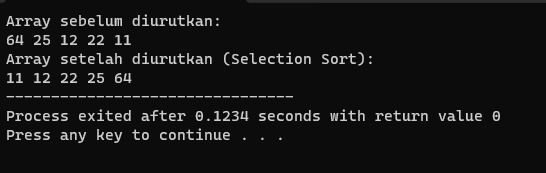 Array sebelum diurutkan:
64 25 12 22 11
Array setelah diurutkan (Selection Sort):
11 12 22 25 64
--------------------------------
Process exited after 0.1234 seconds with return value 0
Press any key to continue . . .